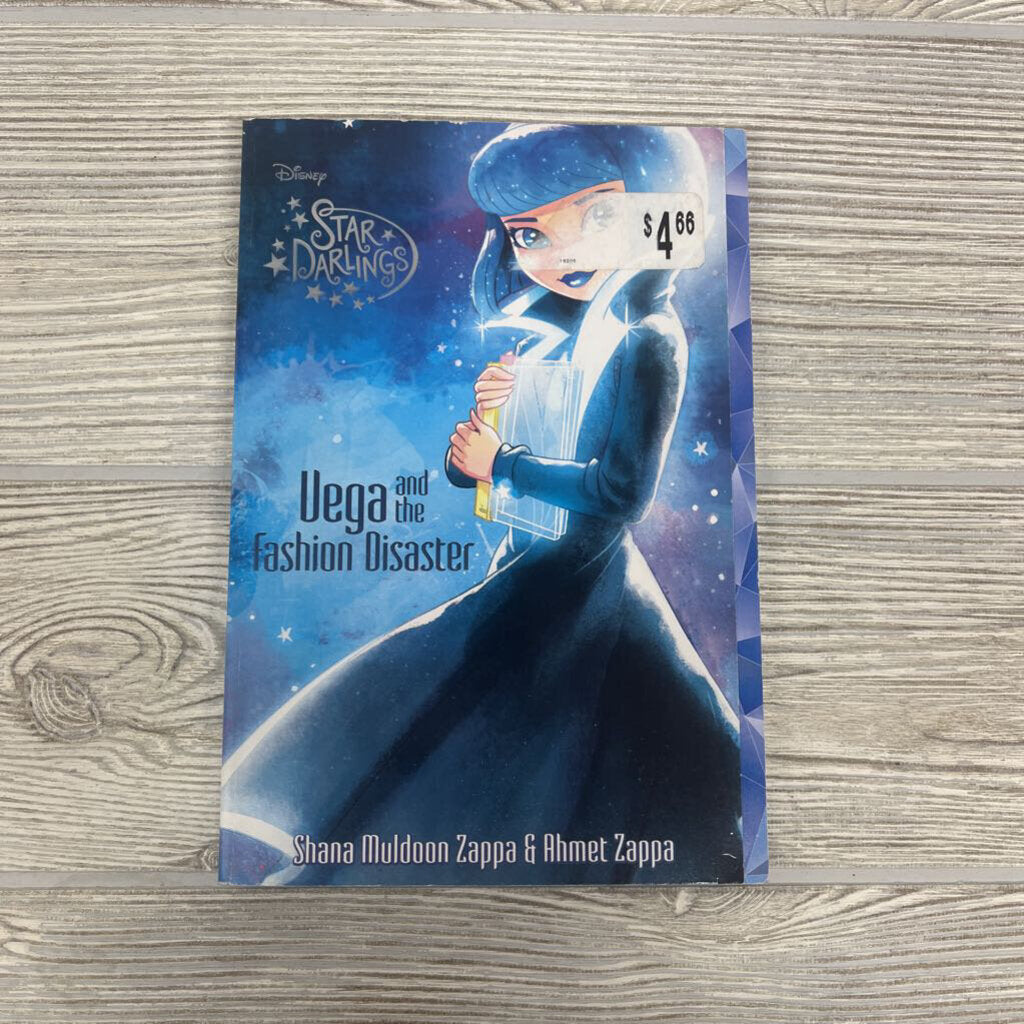 Disney
STAR
DARLINGS
$4 66
Vega and
the
Fashion Disaster
Shana Muldoon Zappa & Ahmet Zappa